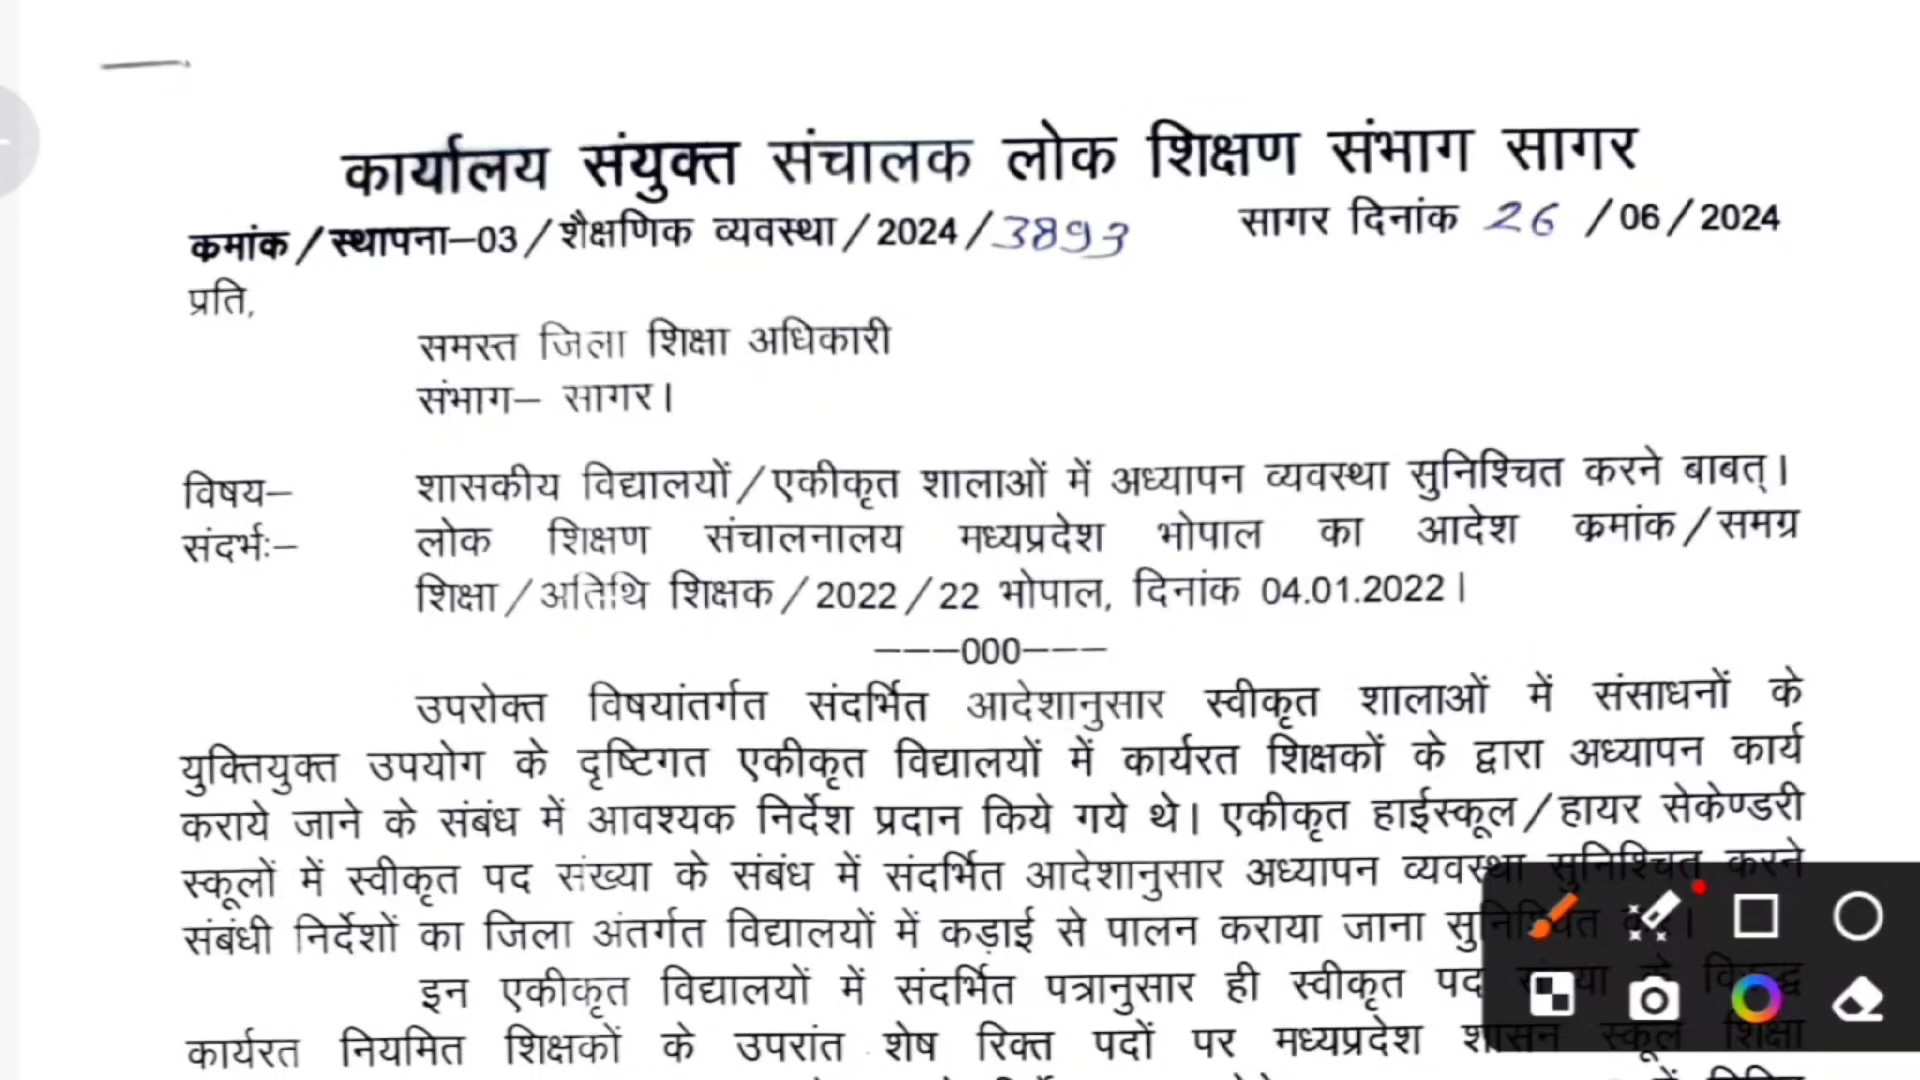 कार्यालय संयुक्त संचालक लोक शिक्षण संभाग सागर
कमांक/स्थापना–03/शैक्षणिक व्यवस्था/2024/3893 सागर दिनांक 26 /06/2024
प्रति,
समस्त जिला शिक्षा अधिकारी
संभाग– सागर।
विषय– शासकीय विद्यालयों/एकीकृत शालाओं में अध्यापन व्यवस्था सुनिश्चित करने बाबत्।
संदर्भः– लोक शिक्षण संचालनालय मध्यप्रदेश भोपाल का आदेश कमांक/समग्र
शिक्षा/अतिथि शिक्षक/2022/22 भोपाल, दिनांक 04.01.2022।
–––000–––
उपरोक्त विषयांतर्गत संदर्भित आदेशानुसार स्वीकृत शालाओं में संसाधनों के
युक्तियुक्त उपयोग के दृष्टिगत एकीकृत विद्यालयों में कार्यरत शिक्षकों के द्वारा अध्यापन कार्य
कराये जाने के संबंध में आवश्यक निर्देश प्रदान किये गये थे। एकीकृत हाईस्कूल/हायर सेकेण्डरी
स्कूलों में स्वीकृत पद संख्या के संबंध में संदर्भित आदेशानुसार अध्यापन व्यवस्था सुनिश्चित करने
संबंधी निर्देशों का जिला अंतर्गत विद्यालयों में कड़ाई से पालन कराया जाना सुनिश्चित करें।
इन एकीकृत विद्यालयों में संदर्भित पत्रानुसार ही स्वीकृत पद संख्या के विरूद्ध
कार्यरत नियमित शिक्षकों के उपरांत शेष रिक्त पदों पर मध्यप्रदेश शासन स्कूल शिक्षा